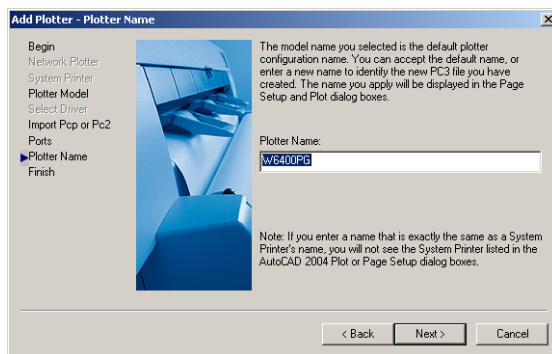 Add Plotter - Plotter Name
Begin
Network Plotter
System Printer
Plotter Model
Select Driver
Import Pcp or Pc2
Ports
Plotter Name
Finish
The model name you selected is the default plotter
configuration name. You can accept the default name, or
enter a new name to identify the new PC3 file you have
created. The name you apply will be displayed in the Page
Setup and Plot dialog boxes.
Plotter Name:
W6400PG
Note: If you enter a name that is exactly the same as a System
Printer's name, you will not see the System Printer listed in the
AutoCAD 2004 Plot or Page Setup dialog boxes.
< Back
Next >
Cancel